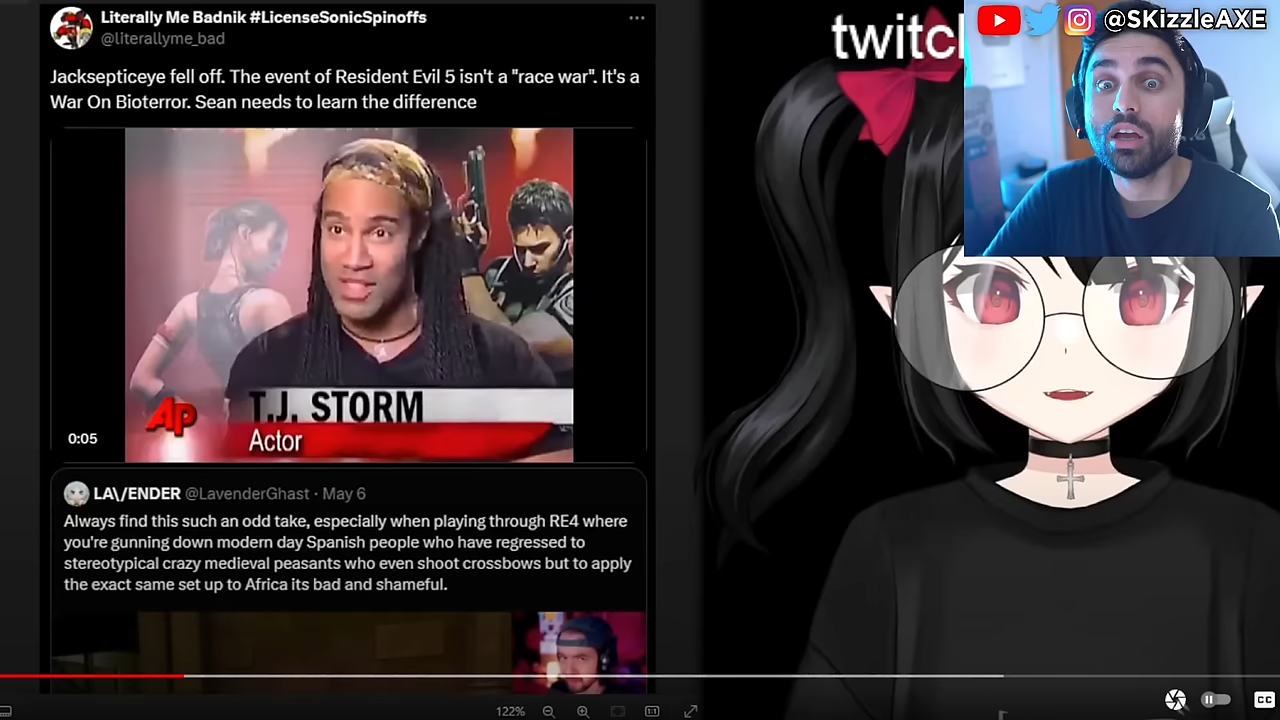 Literally Me Badnik #LicenseSonicSpinoffs
@literallyme_bad
Jacksepticeye fell off. The event of Resident Evil 5 isn't a "race war". It's a
War On Bioterror. Sean needs to learn the difference
AP
T.J. STORM
Actor
0:05
LA\/ENDER @LavenderGhast · May 6
Always find this such an odd take, especially when playing through RE4 where
you're gunning down modern day Spanish people who have regressed to
stereotypical crazy medieval peasants who even shoot crossbows but to apply
the exact same set up to Africa its bad and shameful.
twitch
@SKizzleAXE
122%
1:1
CC